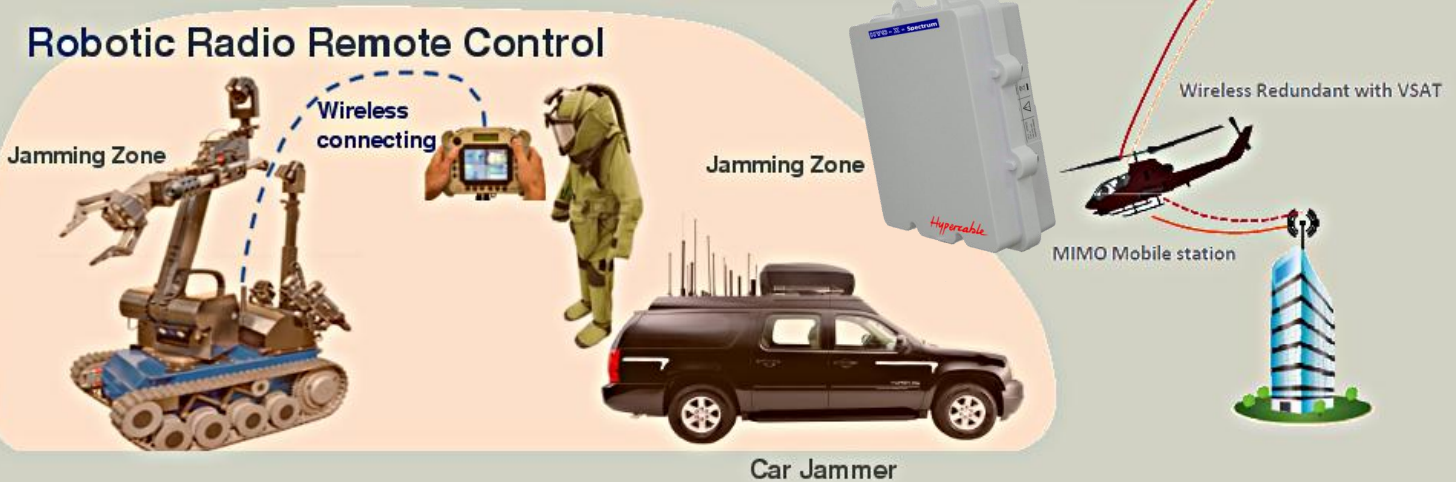 Robotic Radio Remote Control
Wireless
connecting
Jamming Zone
Jamming Zone
Spectrum
Hypercable
Wireless Redundant with VSAT
MIMO Mobile station
Car Jammer